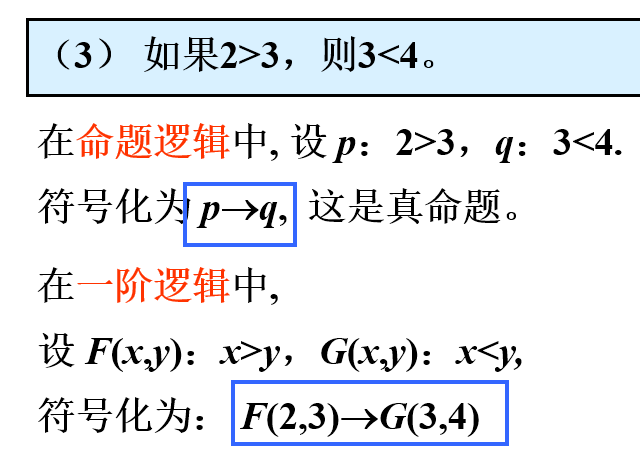 （3） 如果2>3，则3<4。
在命题逻辑中, 设 p：2>3，q：3<4.
符号化为 p→q, 这是真命题。
在一阶逻辑中,
设 F(x,y)：x>y，G(x,y)：x<y,
符号化为： F(2,3)→G(3,4)